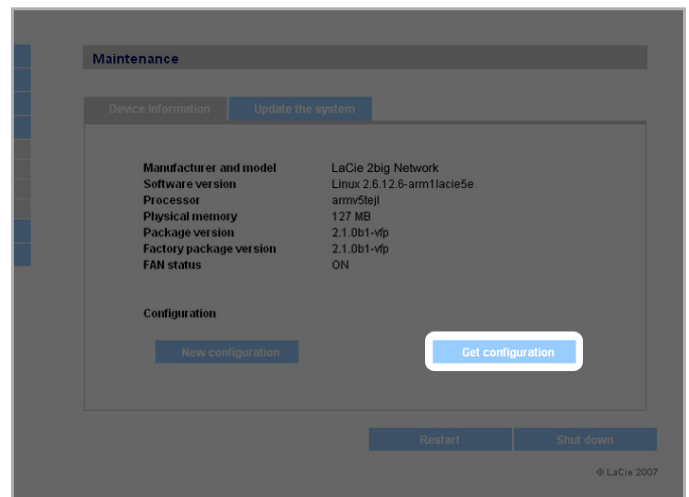 Maintenance
Device Information Update the system
Manufacturer and model LaCie 2big Network
Software version Linux 2.6.12.6-arm1lacie5e
Processor armv5tejl
Physical memory 127 MB
Package version 2.1.0b1-vfp
Factory package version 2.1.0b1-vfp
FAN status ON
Configuration
New configuration Get configuration
Restart Shut down
© LaCie 2007